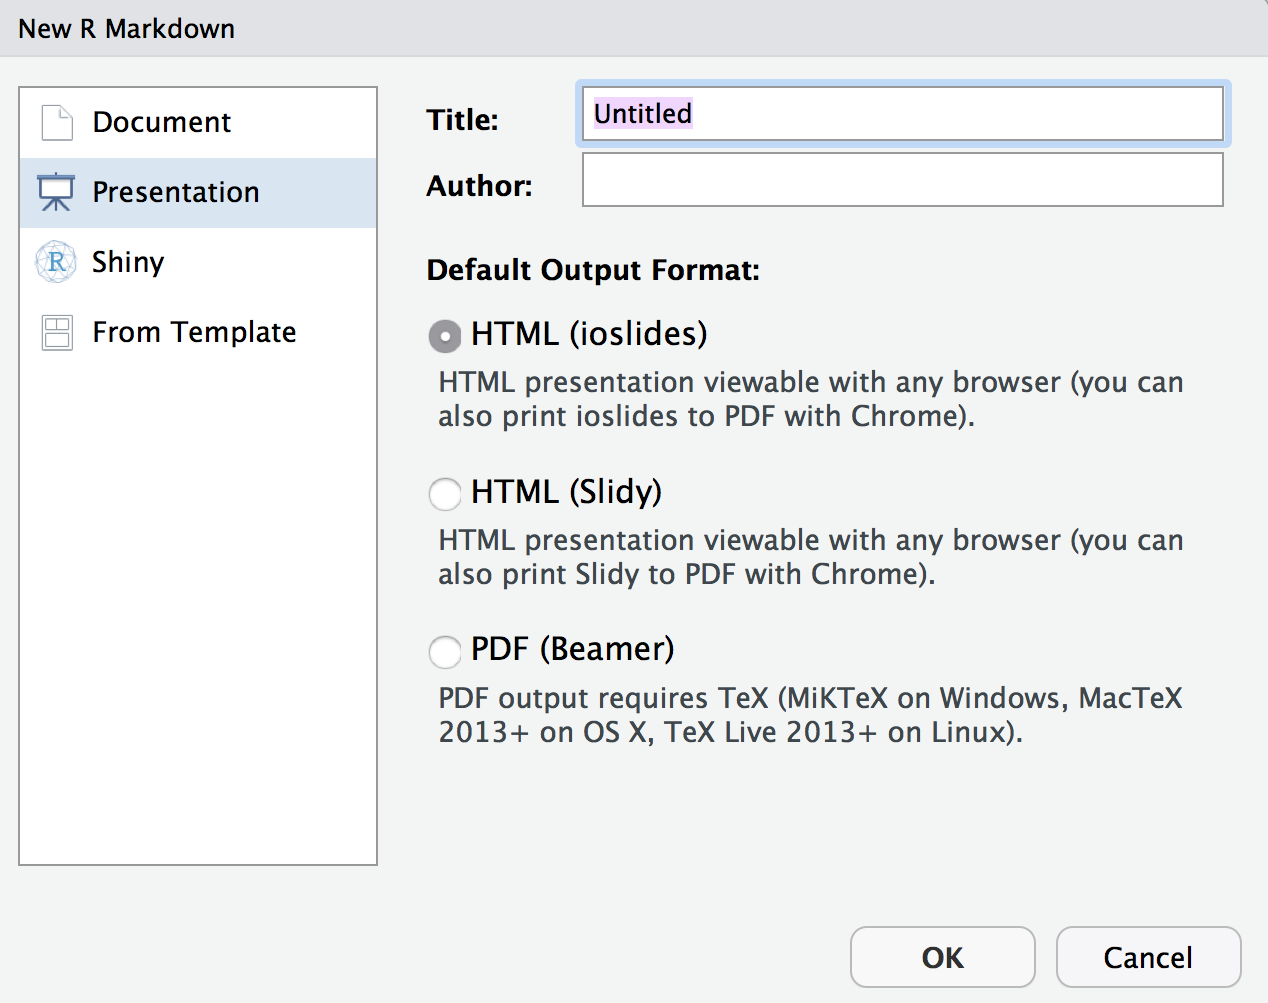 New R Markdown
Document
Presentation
R
Shiny
From Template
Title:
Untitled
Author:
Default Output Format:
HTML (ioslides)
HTML presentation viewable with any browser (you can
also print ioslides to PDF with Chrome).
HTML (Slidy)
HTML presentation viewable with any browser (you can
also print Slidy to PDF with Chrome).
PDF (Beamer)
PDF output requires TeX (MiKTeX on Windows, MacTeX
2013+ on OS X, TeX Live 2013+ on Linux).
OK
Cancel